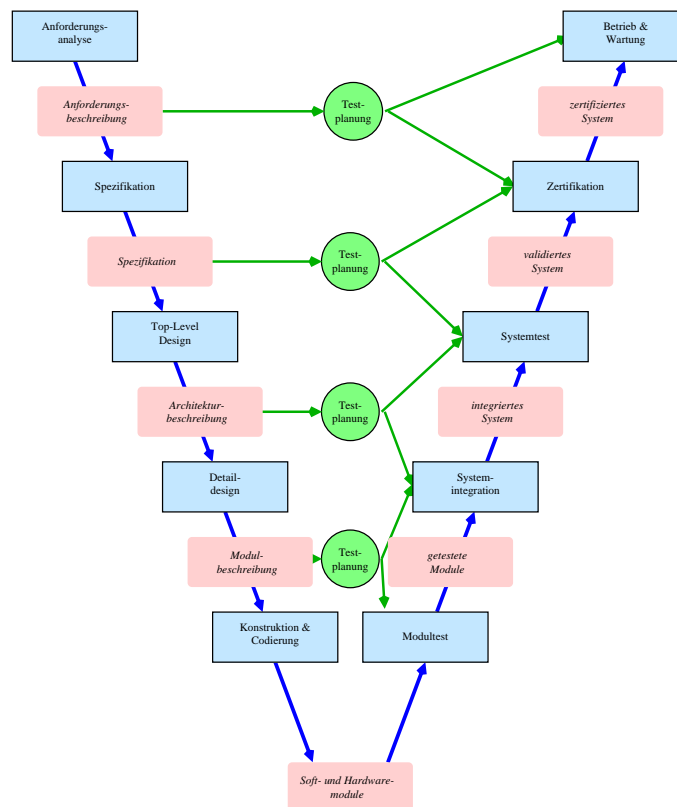 Anforderungs-
analyse
Betrieb &
Wartung
Anforderungs-
beschreibung
Test-
planung
zertifiziertes
System
Spezifikation
Zertifikation
Spezifikation
Test-
planung
validiertes
System
Top-Level
Design
Systemtest
Architektur-
beschreibung
Test-
planung
integriertes
System
Detail-
design
System-
integration
Modul-
beschreibung
Test-
planung
getestete
Module
Konstruktion &
Codierung
Modultest
Soft- und Hardware-
module